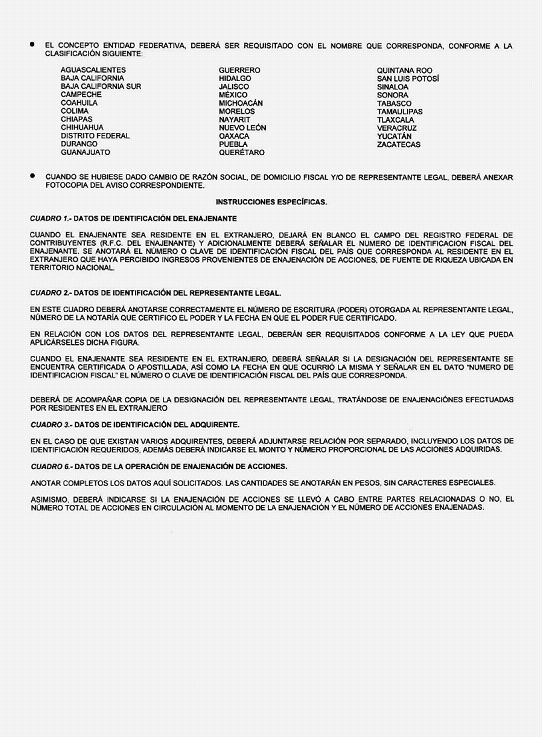 • EL CONCEPTO ENTIDAD FEDERATIVA, DEBERÁ SER REQUISITADO CON EL NOMBRE QUE CORRESPONDA, CONFORME A LA
CLASIFICACIÓN SIGUIENTE:
AGUASCALIENTES
BAJA CALIFORNIA
BAJA CALIFORNIA SUR
CAMPECHE
COAHUILA
COLIMA
CHIAPAS
CHIHUAHUA
DISTRITO FEDERAL
DURANGO
GUANAJUATO
GUERRERO
HIDALGO
JALISCO
MÉXICO
MICHOACÁN
MORELOS
NAYARIT
NUEVO LEÓN
OAXACA
PUEBLA
QUERÉTARO
QUINTANA ROO
SAN LUIS POTOSÍ
SINALOA
SONORA
TABASCO
TAMAULIPAS
TLAXCALA
VERACRUZ
YUCATÁN
ZACATECAS
• CUANDO SE HUBIESE DADO CAMBIO DE RAZÓN SOCIAL, DE DOMICILIO FISCAL Y/O DE REPRESENTANTE LEGAL, DEBERÁ ANEXAR
FOTOCOPIA DEL AVISO CORRESPONDIENTE.
INSTRUCCIONES ESPECÍFICAS.
CUADRO 1.- DATOS DE IDENTIFICACIÓN DEL ENAJENANTE
CUANDO EL ENAJENANTE SEA RESIDENTE EN EL EXTRANJERO, DEJARÁ EN BLANCO EL CAMPO DEL REGISTRO FEDERAL DE
CONTRIBUYENTES (R.F.C. DEL ENAJENANTE) Y ADICIONALMENTE DEBERÁ SEÑALAR EL NUMERO DE IDENTIFICACION FISCAL DEL
ENAJENANTE, SE ANOTARÁ EL NÚMERO O CLAVE DE IDENTIFICACIÓN FISCAL DEL PAÍS QUE CORRESPONDA AL RESIDENTE EN EL
EXTRANJERO QUE HAYA PERCIBIDO INGRESOS PROVENIENTES DE ENAJENACIÓN DE ACCIONES, DE FUENTE DE RIQUEZA UBICADA EN
TERRITORIO NACIONAL.
CUADRO 2.- DATOS DE IDENTIFICACIÓN DEL REPRESENTANTE LEGAL.
EN ESTE CUADRO DEBERÁ ANOTARSE CORRECTAMENTE EL NÚMERO DE ESCRITURA (PODER) OTORGADA AL REPRESENTANTE LEGAL,
NÚMERO DE LA NOTARÍA QUE CERTIFICO EL PODER Y LA FECHA EN QUE EL PODER FUE CERTIFICADO.
EN RELACIÓN CON LOS DATOS DEL REPRESENTANTE LEGAL, DEBERÁN SER REQUISITADOS CONFORME A LA LEY QUE PUEDA
APLICÁRSELES DICHA FIGURA.
CUANDO EL ENAJENANTE SEA RESIDENTE EN EL EXTRANJERO, DEBERÁ SEÑALAR SI LA DESIGNACIÓN DEL REPRESENTANTE SE
ENCUENTRA CERTIFICADA O APOSTILLADA, ASÍ COMO LA FECHA EN QUE OCURRIÓ LA MISMA Y SEÑALAR EN EL DATO "NUMERO DE
IDENTIFICACION FISCAL" EL NÚMERO O CLAVE DE IDENTIFICACIÓN FISCAL DEL PAÍS QUE CORRESPONDA.
DEBERÁ DE ACOMPAÑAR COPIA DE LA DESIGNACIÓN DEL REPRESENTANTE LEGAL, TRATÁNDOSE DE ENAJENACIÓNES EFECTUADAS
POR RESIDENTES EN EL EXTRANJERO
CUADRO 3.- DATOS DE IDENTIFICACIÓN DEL ADQUIRENTE.
EN EL CASO DE QUE EXISTAN VARIOS ADQUIRENTES, DEBERÁ ADJUNTARSE RELACIÓN POR SEPARADO, INCLUYENDO LOS DATOS DE
IDENTIFICACIÓN REQUERIDOS, ADEMÁS DEBERÁ INDICARSE EL MONTO Y NÚMERO PROPORCIONAL DE LAS ACCIONES ADQUIRIDAS.
CUADRO 6.- DATOS DE LA OPERACIÓN DE ENAJENACIÓN DE ACCIONES.
ANOTAR COMPLETOS LOS DATOS AQUÍ SOLICITADOS. LAS CANTIDADES SE ANOTARÁN EN PESOS, SIN CARACTERES ESPECIALES.
ASIMISMO, DEBERÁ INDICARSE SI LA ENAJENACIÓN DE ACCIONES SE LLEVÓ A CABO ENTRE PARTES RELACIONADAS O NO, EL
NÚMERO TOTAL DE ACCIONES EN CIRCULACIÓN AL MOMENTO DE LA ENAJENACIÓN Y EL NÚMERO DE ACCIONES ENAJENADAS.